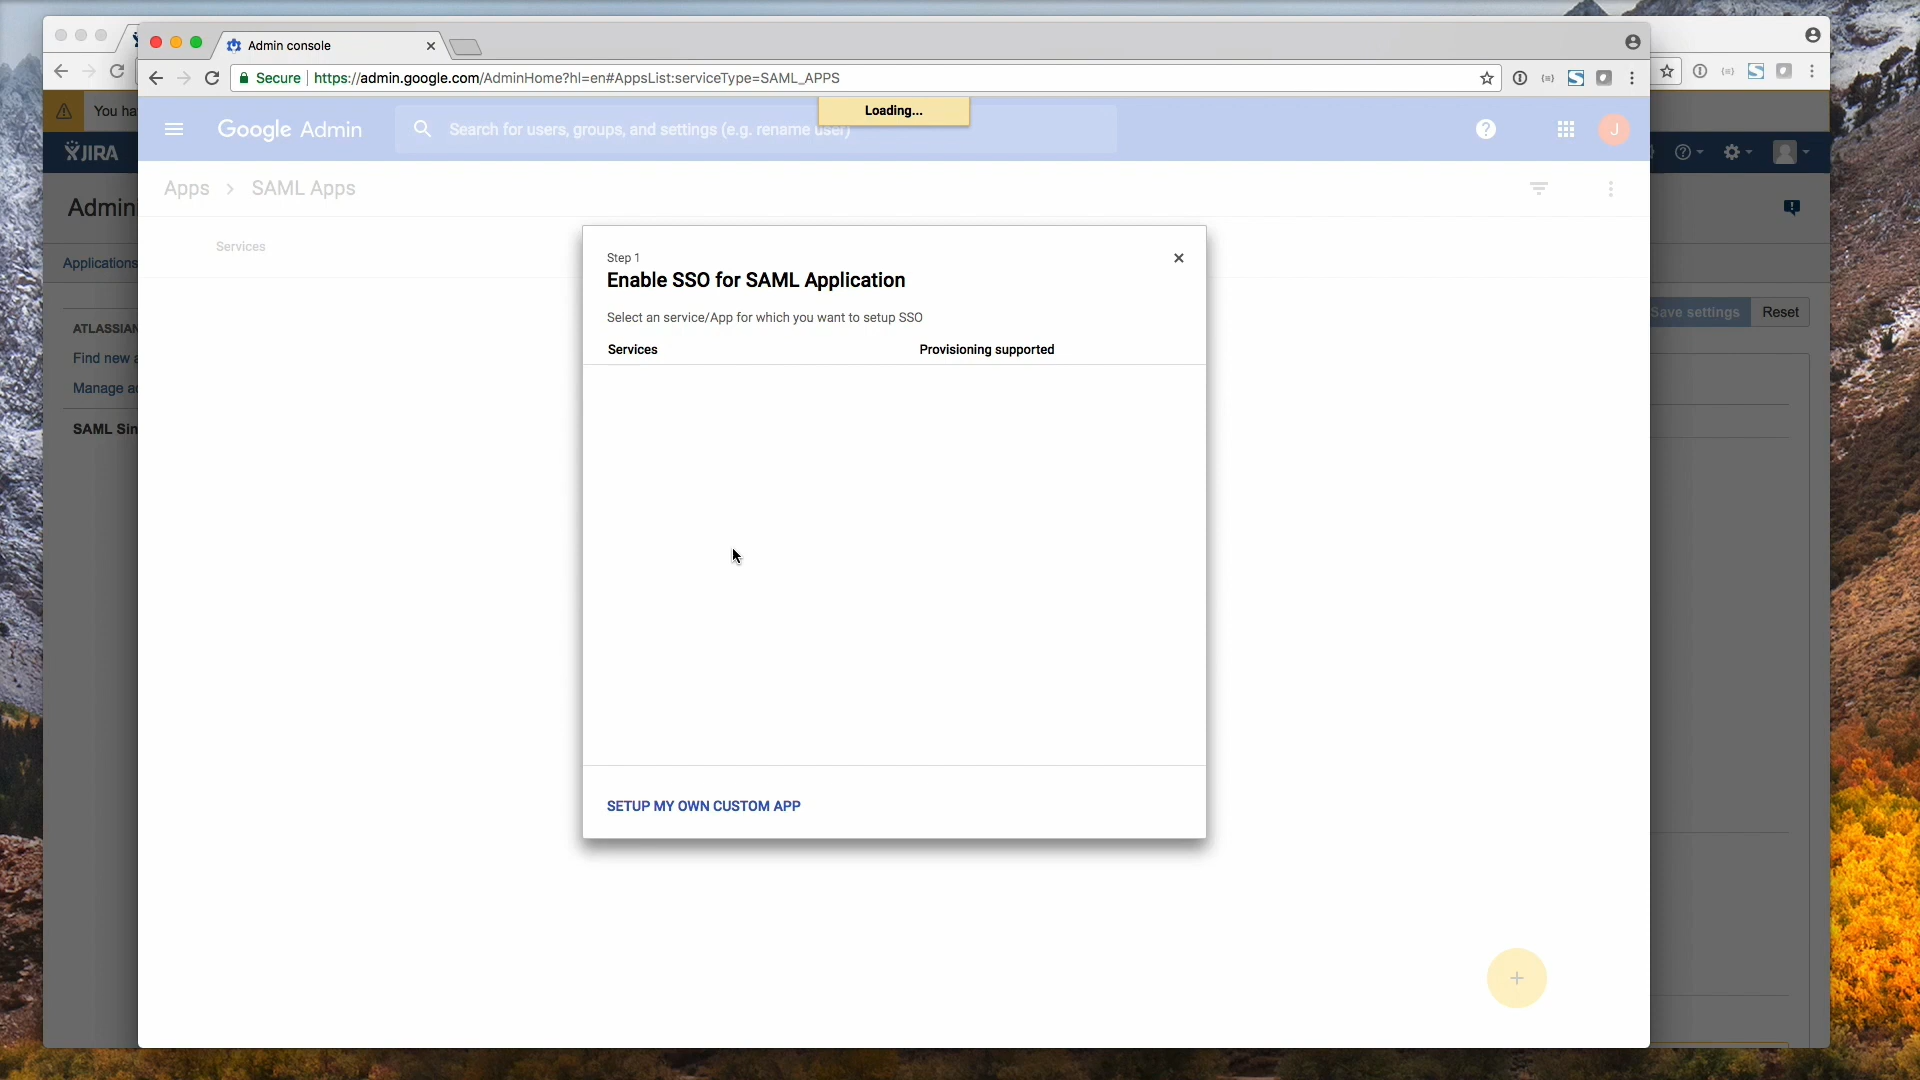 Admin console
Secure | https://admin.google.com/AdminHome?hl=en#AppsList:serviceType=SAML_APPS
You ha
Loading...
Google Admin
Search for users, groups, and settings (e.g. rename user)
J
JIRA
Apps > SAML Apps
Admini
Services
Applications
Step 1
Enable SSO for SAML Application
Select an service/App for which you want to setup SSO
Services
Provisioning supported
Save settings
Reset
ATLASSIAN
Find new a
Manage ad
SAML Sin
SETUP MY OWN CUSTOM APP